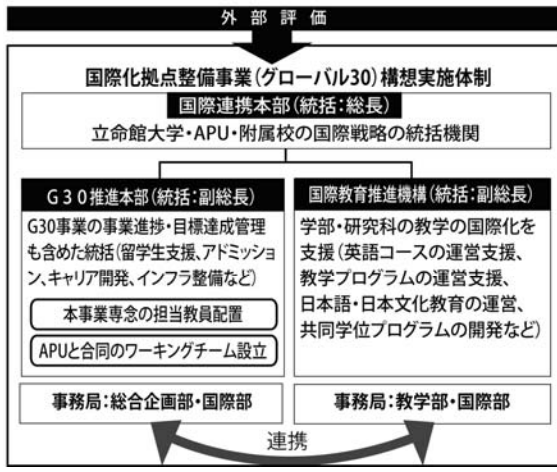 外部評価
国際化拠点整備事業(グローバル30)構想実施体制
国際連携本部(統括:総長)
立命館大学・APU・附属校の国際戦略の統括機関
G30推進本部(統括:副総長)
G30事業の事業進捗・目標達成管理
も含めた統括(留学生支援、アドミッショ
ン、キャリア開発、インフラ整備など)
本事業専念の担当教員配置
APUと合同のワーキングチーム設立
事務局:総合企画部・国際部
国際教育推進機構(統括:副総長)
学部・研究科の教学の国際化を
支援(英語コースの運営支援、
教学プログラムの運営支援、
日本語・日本文化教育の運営、
共同学位プログラムの開発など)
事務局:教学部・国際部
連携